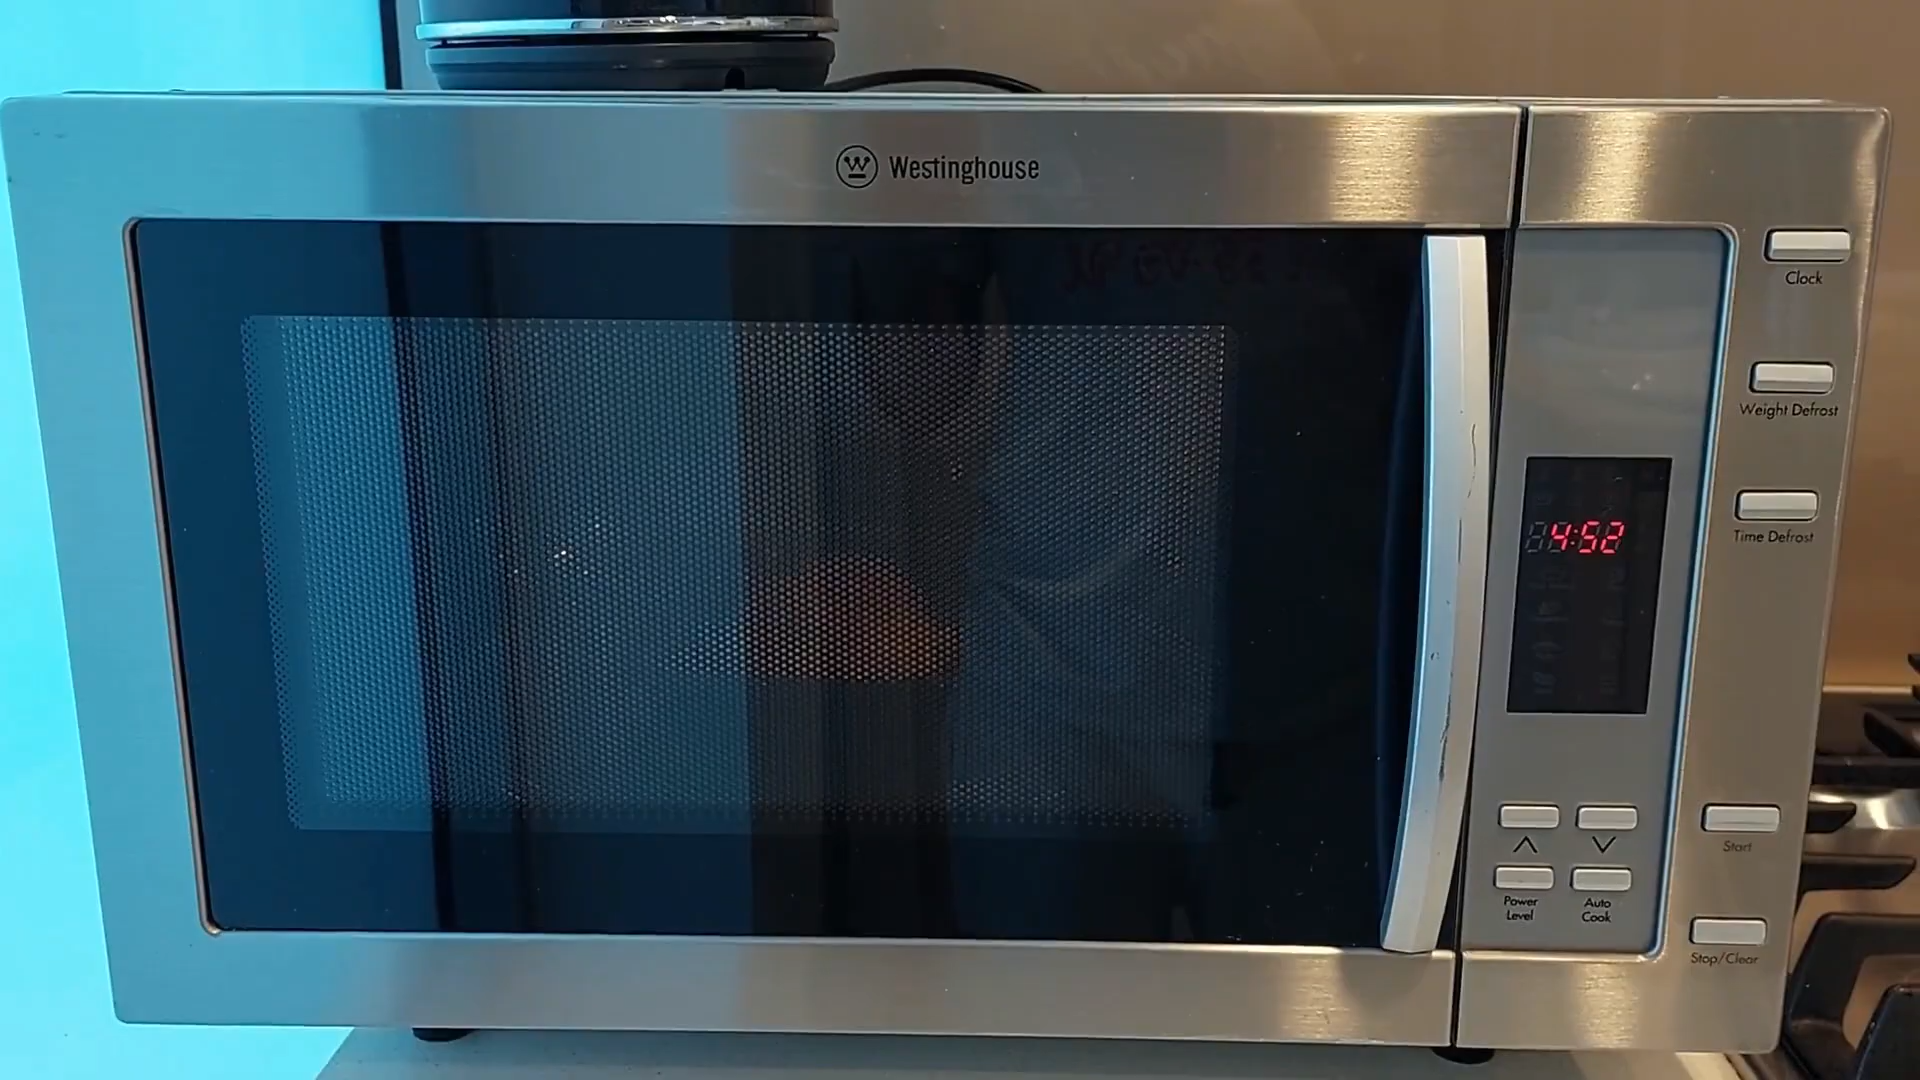 Westinghouse
Clock
Weight Defrost
Time Defrost
4:52
Start
Power
Level
Auto
Cook
Stop/Clear